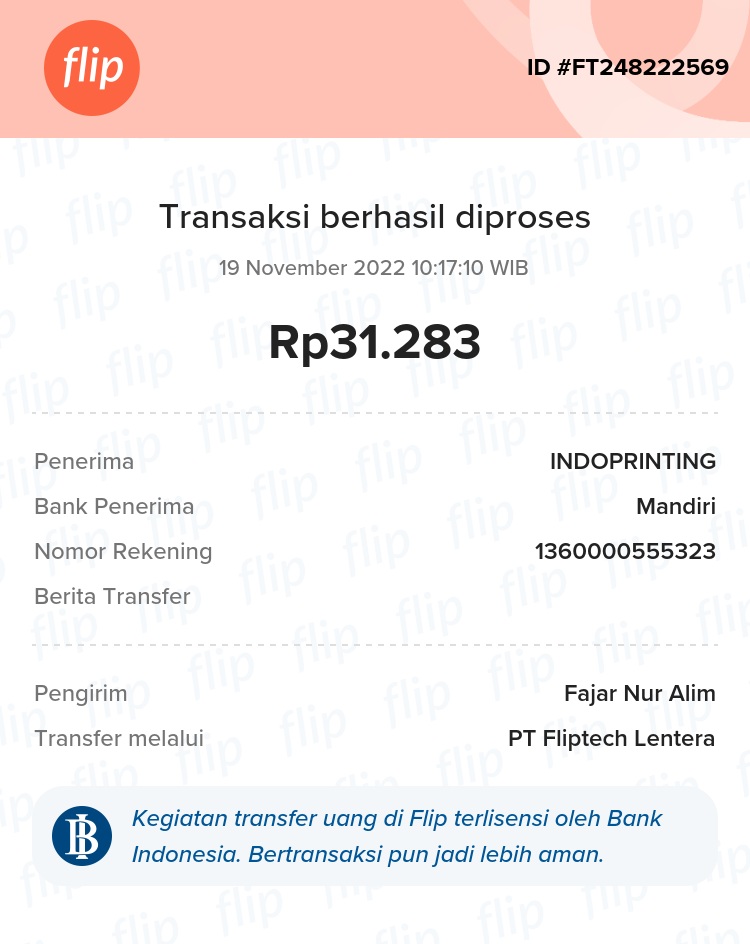 flip
ID #FT248222569
Transaksi berhasil diproses
19 November 2022 10:17:10 WIB
Rp31.283
Penerima INDOPRINTING
Bank Penerima Mandiri
Nomor Rekening 1360000555323
Berita Transfer
Pengirim Fajar Nur Alim
Transfer melalui PT Fliptech Lentera
Kegiatan transfer uang di Flip terlisensi oleh Bank
Indonesia. Bertransaksi pun jadi lebih aman.